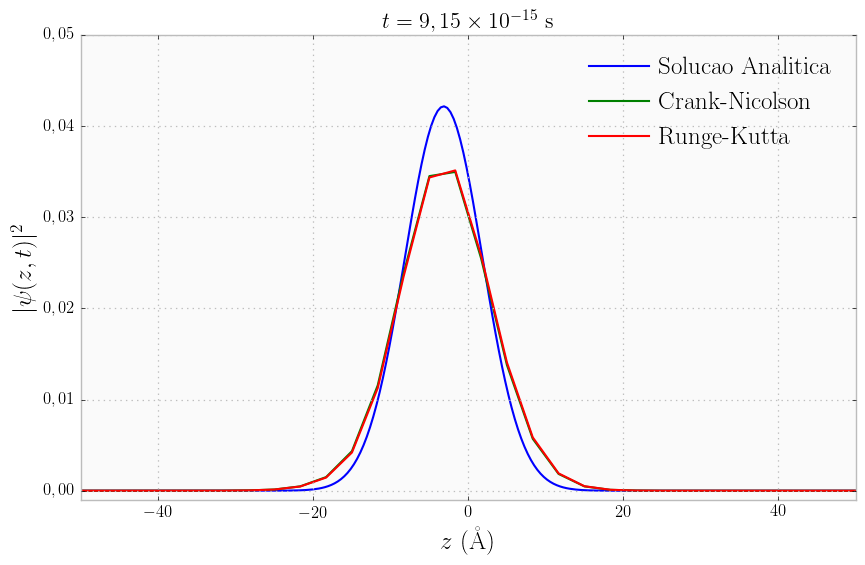 t = 9,15 × 10⁻¹⁵ s
0,05
0,04
0,03
0,02
0,01
0,00
|ψ(z,t)|²
Solucao Analitica
Crank-Nicolson
Runge-Kutta
−40 −20 0 20 40
z (Å)